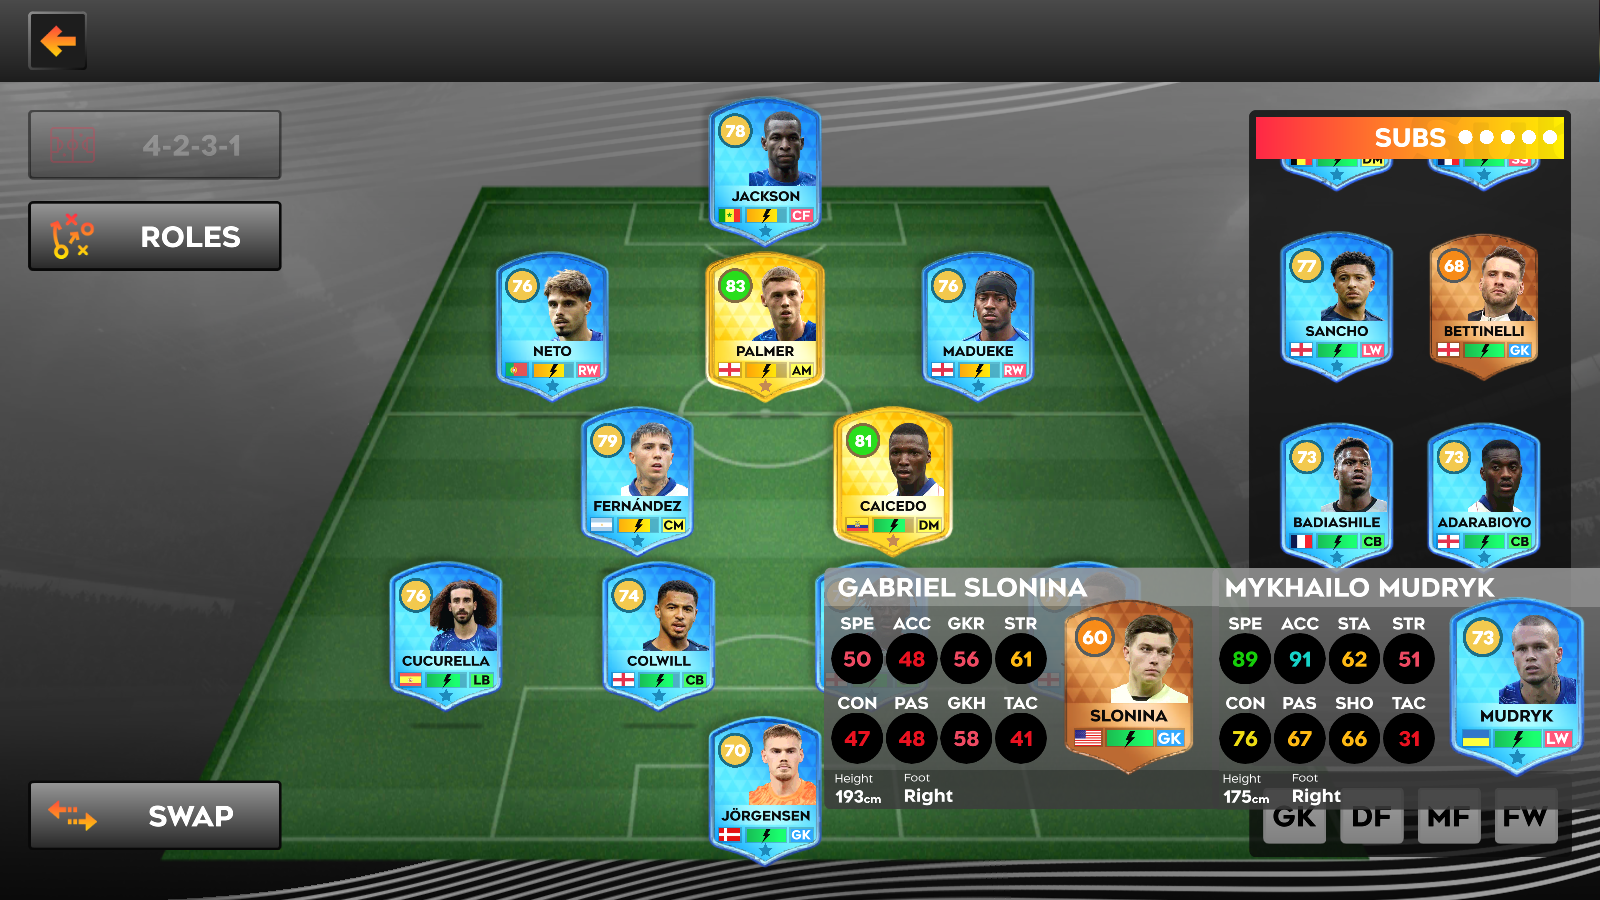 4-2-3-1
ROLES
SUBS
DM
SS
78
JACKSON
CF
76
NETO
RW
83
PALMER
AM
76
MADUEKE
RW
77
SANCHO
LW
68
BETTINELLI
GK
79
FERNÁNDEZ
CM
81
CAICEDO
DM
73
BADIASHILE
CB
73
ADARABIOYO
CB
76
CUCURELLA
LB
74
COLWILL
CB
GABRIEL SLONINA
SPE ACC GKR STR
50 48 56 61
CON PAS GKH TAC
47 48 58 41
Height Foot
193cm Right
60
SLONINA
GK
MYKHAILO MUDRYK
SPE ACC STA STR
89 91 62 51
CON PAS SHO TAC
76 67 66 31
Height Foot
175cm Right
73
MUDRYK
LW
70
JÖRGENSEN
GK
SWAP
GK DF MF FW